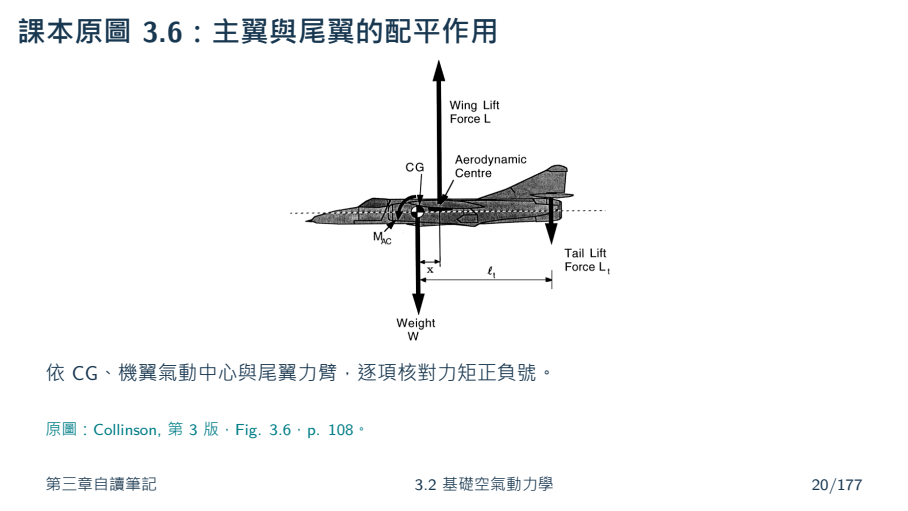 課本原圖 3.6：主翼與尾翼的配平作用
Wing Lift
Force L
CG
Aerodynamic
Centre
MAC
x
ℓt
Tail Lift
Force Lt
Weight
W
依 CG、機翼氣動中心與尾翼力臂，逐項核對力矩正負號。
原圖：Collinson, 第 3 版，Fig. 3.6，p. 108。
第三章自讀筆記
3.2 基礎空氣動力學
20/177